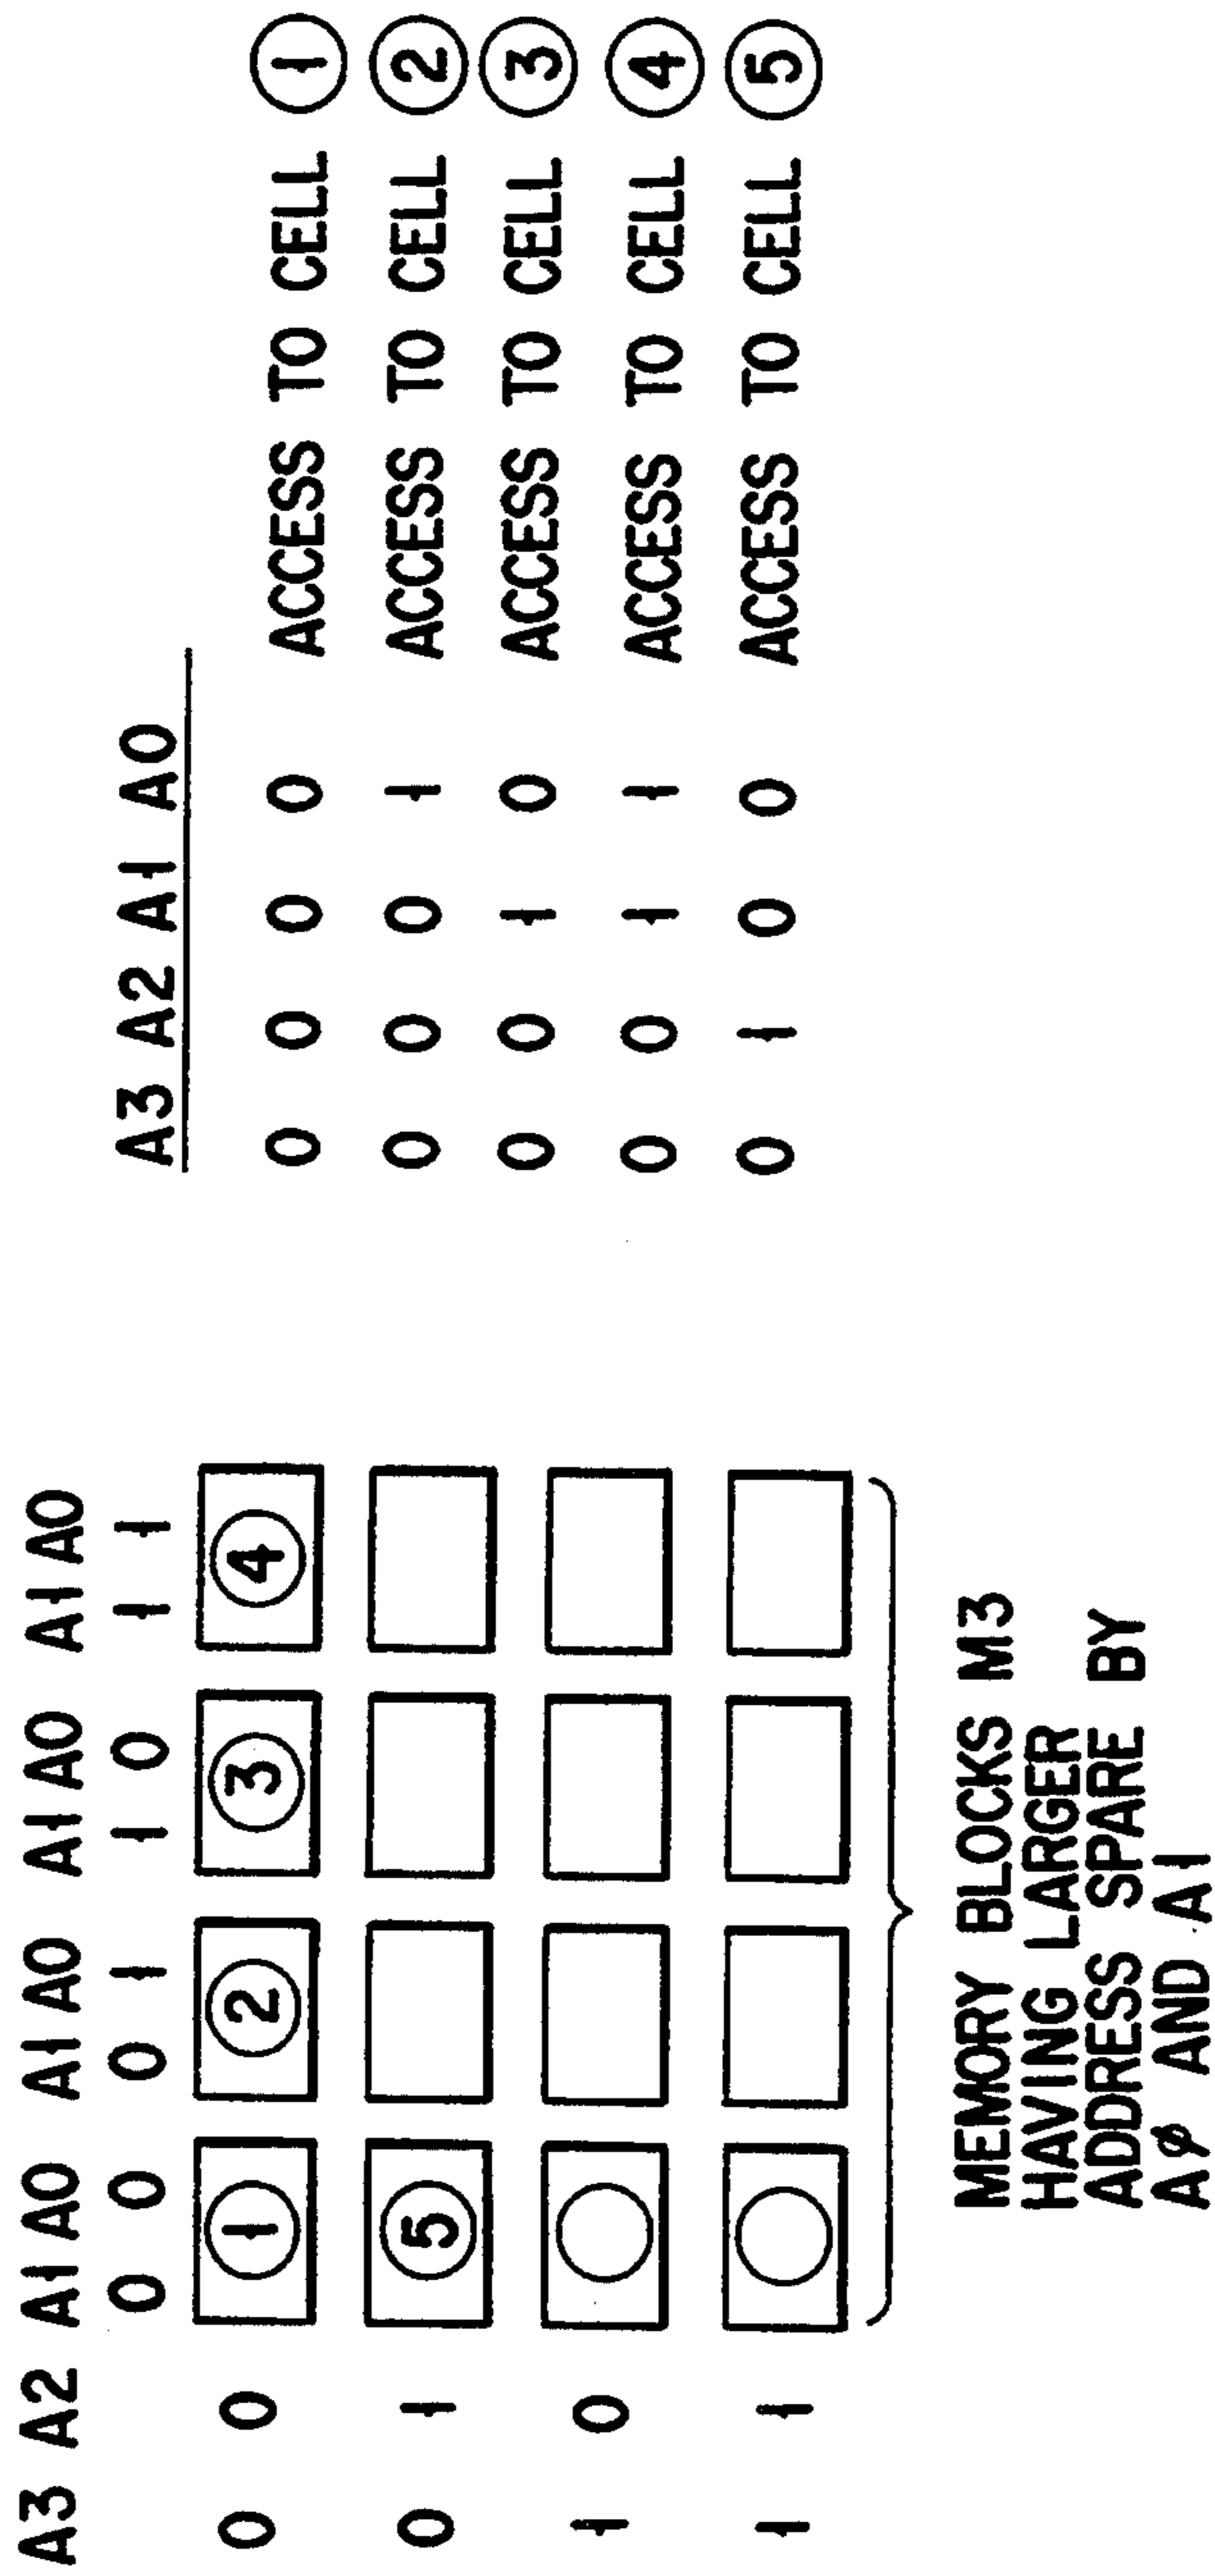 A3 A2 A1 A0 A1 A0 A1 A0 A1 A0
0 0 0 1 1 0 1 1
0 0 ① ② ③ ④
0 1 ⑤
1 0
1 1
MEMORY BLOCKS M3
HAVING LARGER
ADDRESS SPARE BY
AØ AND A1
A3 A2 A1 A0
0 0 0 0 ACCESS TO CELL ①
0 0 0 1 ACCESS TO CELL ②
0 0 1 0 ACCESS TO CELL ③
0 0 1 1 ACCESS TO CELL ④
0 1 0 0 ACCESS TO CELL ⑤